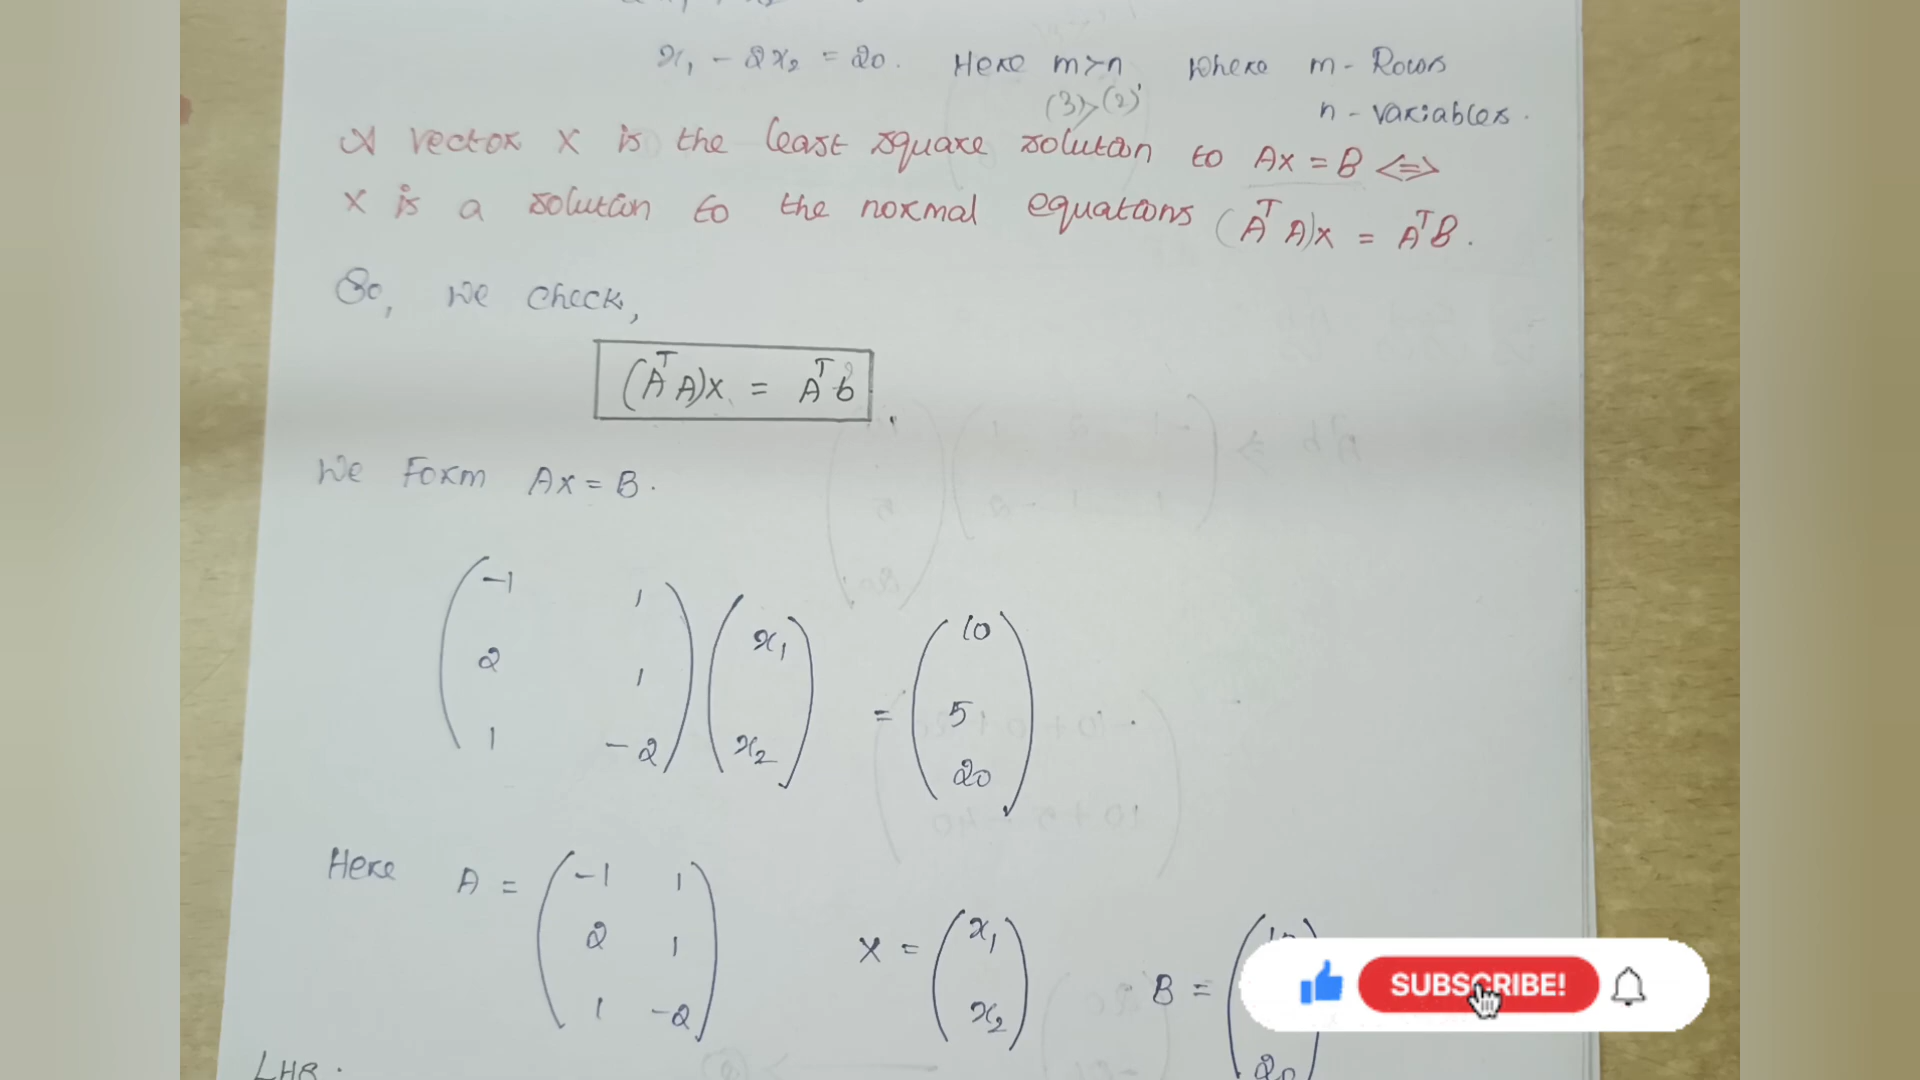 x₁ - 2x₂ = 20. Here m>n, where m - Rows
(3)>(2) n - variables.
A vector X is the least square solution to AX = B <=>
X is a solution to the normal equations (AᵀA)x = AᵀB.
So, we check,
(AᵀA)x = Aᵀb.
We Form AX = B.
-1 1 10
2 1 x₁ = 5
1 -2 x₂ 20
Here A = -1 1
2 1 X = x₁ B =
1 -2 x₂ 20
SUBSCRIBE!
LHS.